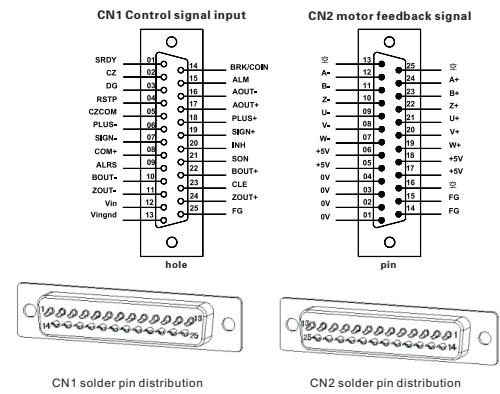 CN1 Control signal input
SRDY 01
CZ 02
DG 03
RSTP 04
CZCOM 05
PLUS- 06
SIGN- 07
COM+ 08
ALRS 09
BOUT- 10
ZOUT- 11
Vin 12
Vingnd 13
14 BRK/COIN
15 ALM
16 AOUT-
17 AOUT+
18 PLUS+
19 SIGN+
20 INH
21 SON
22 BOUT+
23 CLE
24 ZOUT+
25 FG
hole
CN2 motor feedback signal
空 13
A- 12
B- 11
Z- 10
U- 09
V- 08
W- 07
+5V 06
+5V 05
0V 04
0V 03
0V 02
0V 01
25 空
24 A+
23 B+
22 Z+
21 U+
20 V+
19 W+
18 +5V
17 +5V
16 空
15 FG
14 FG
pin
1 13
14 25
CN1 solder pin distribution
13 1
25 14
CN2 solder pin distribution